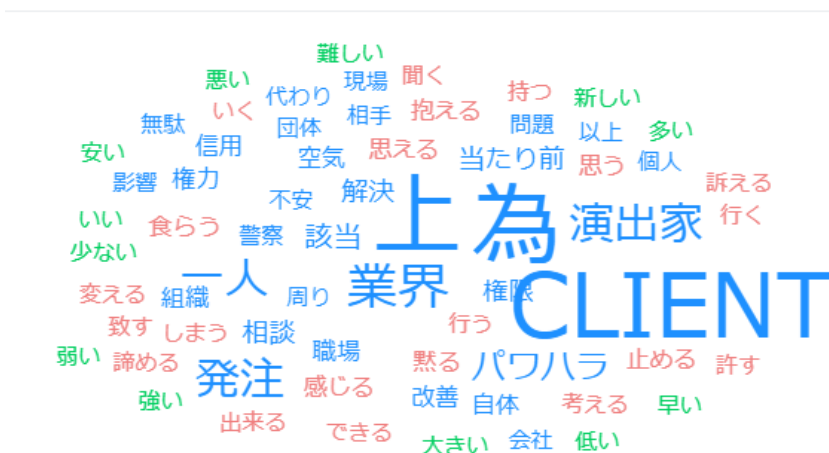 難しい
悪い 代わり 現場 聞く 持つ 新しい
無駄 いく 団体 相手 抱える 問題 以上 多い
安い 信用 空気 思える 当たり前 思う 個人
影響 権力 不安 解決 上 為 演出家 訴える
いい 食らう 警察 該当 行く
少ない 一人 業界 権限 CLIENT
変える 組織 周り
致す しまう 相談 職場 行う
弱い 諦める 発注 感じる 黙る パワハラ 止める 許す
強い 改善 自体 考える 早い
出来る できる 大きい 会社 低い